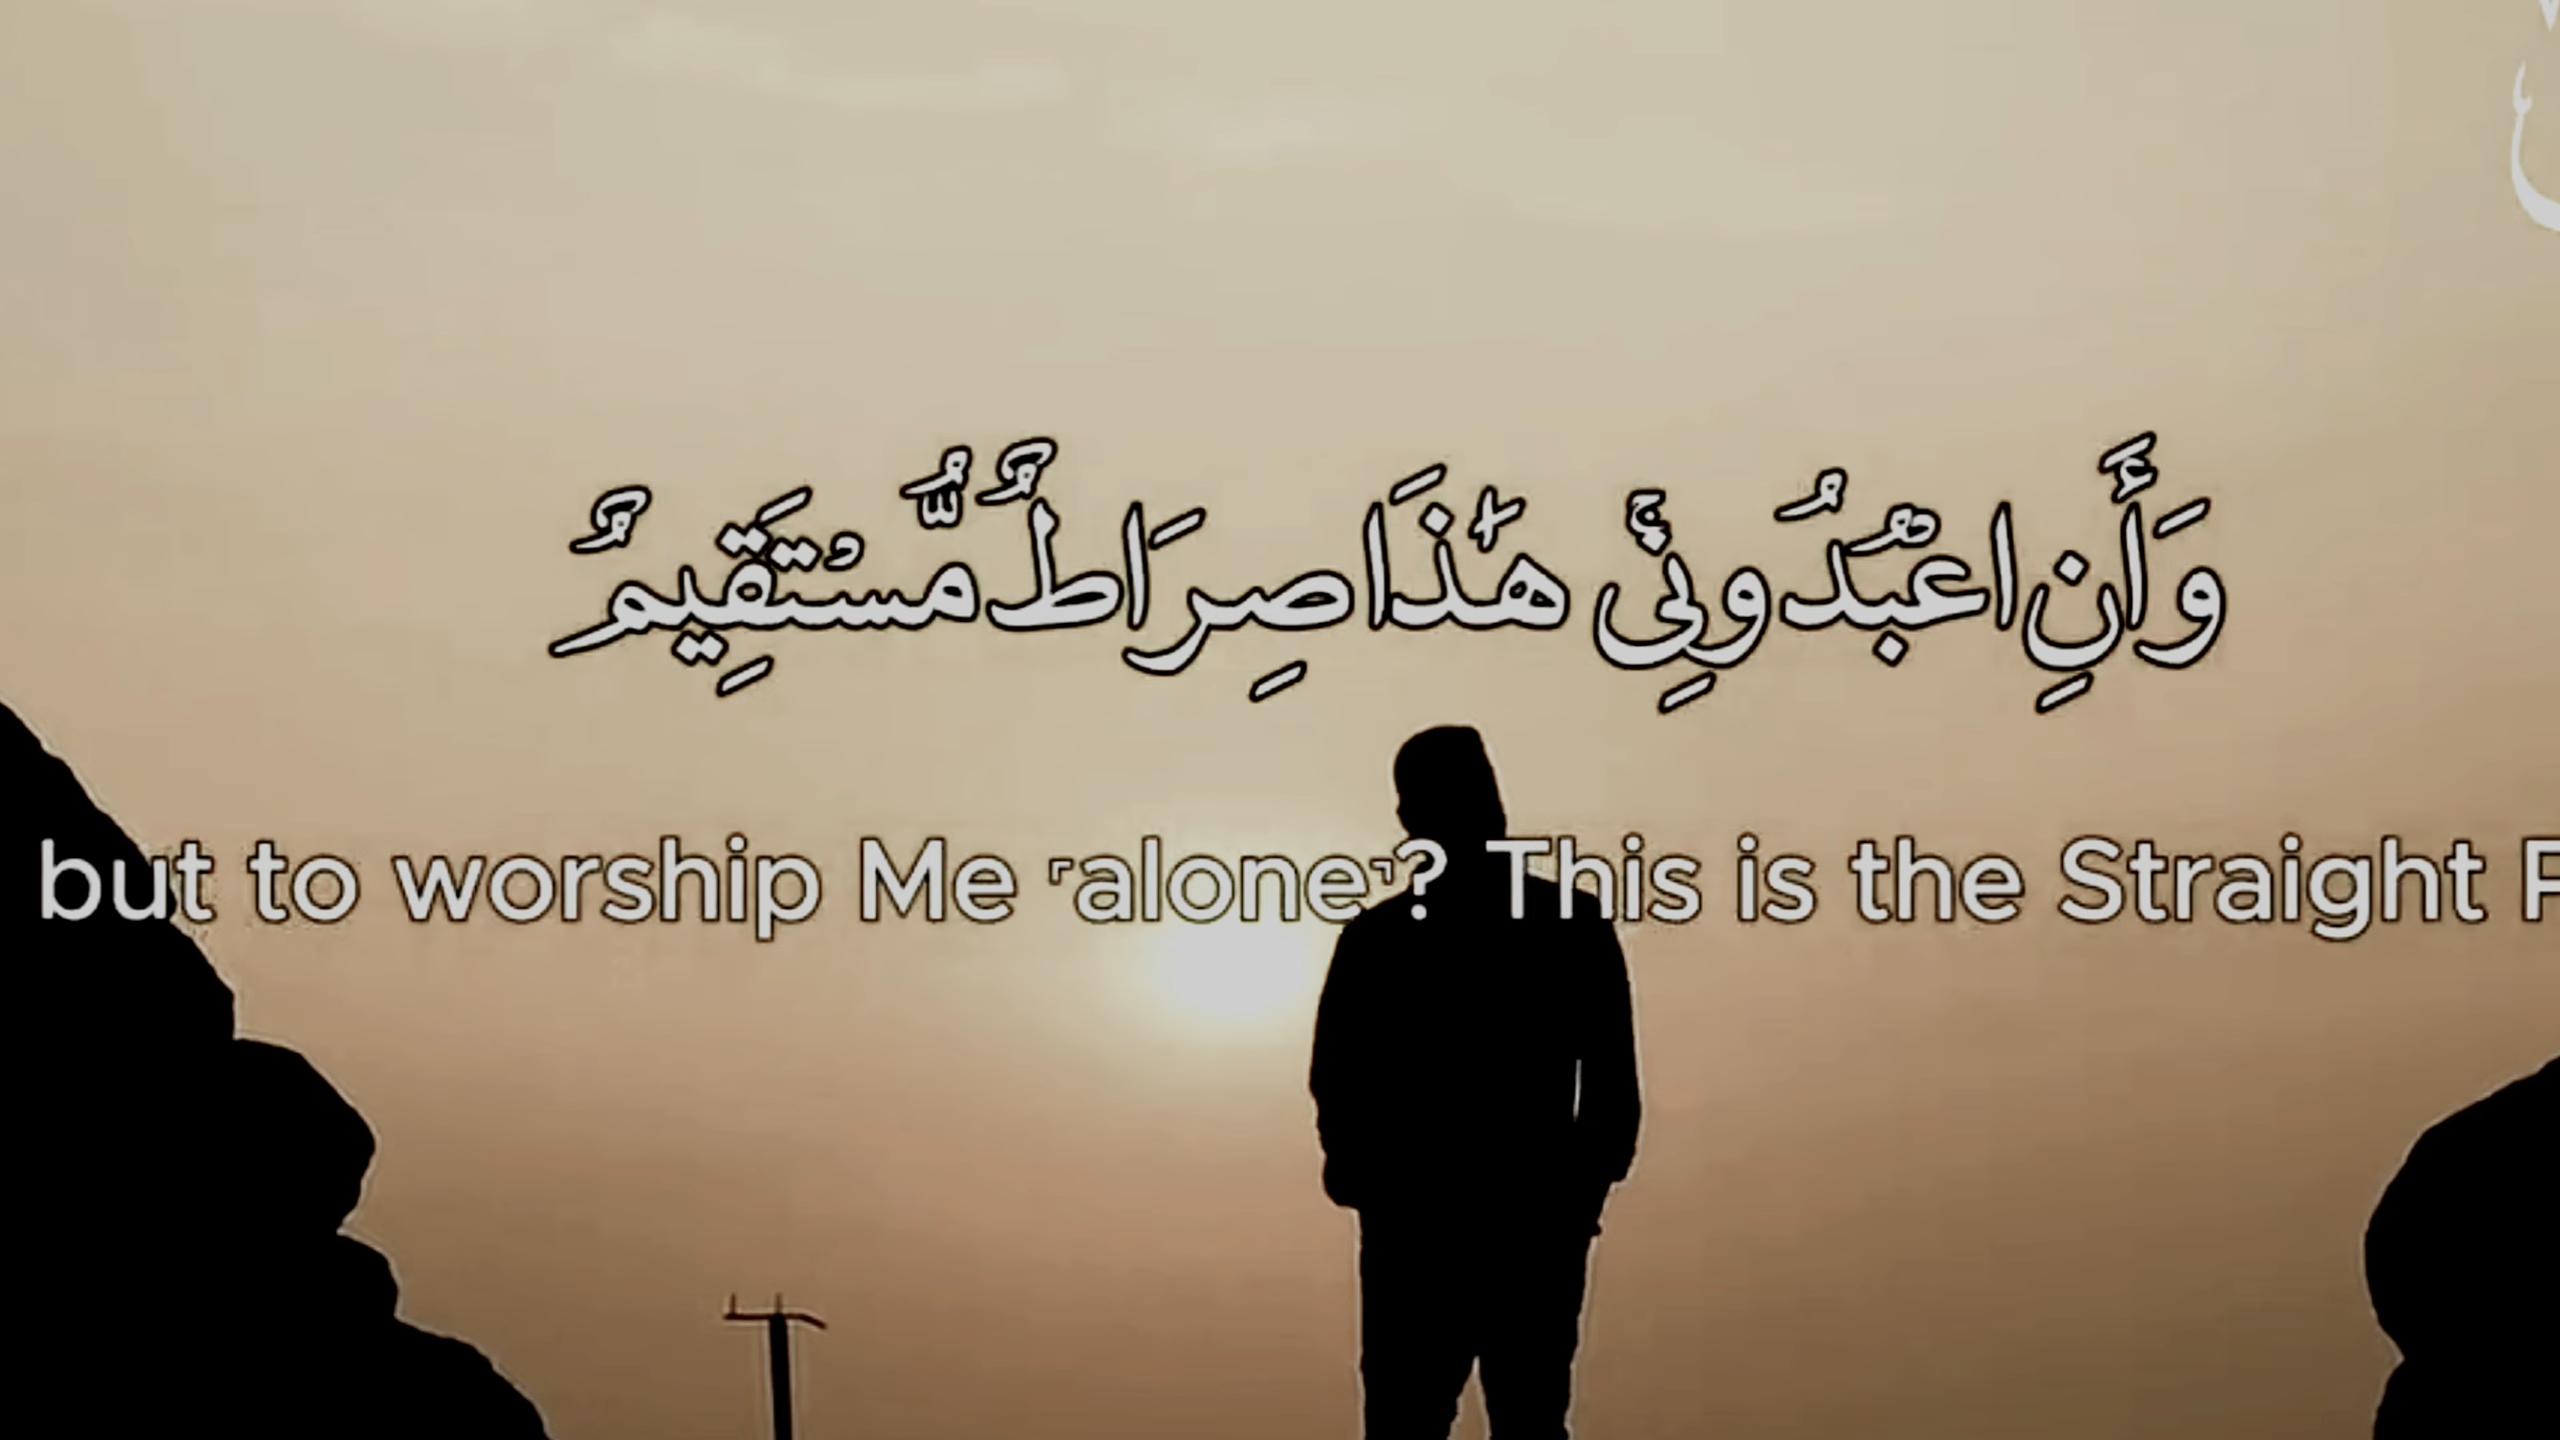 وَأَنِ اعْبُدُونِيْ ۚ هٰذَا صِرَاطٌ مُّسْتَقِيمٌ
but to worship Me ⸢alone⸣? This is the Straight